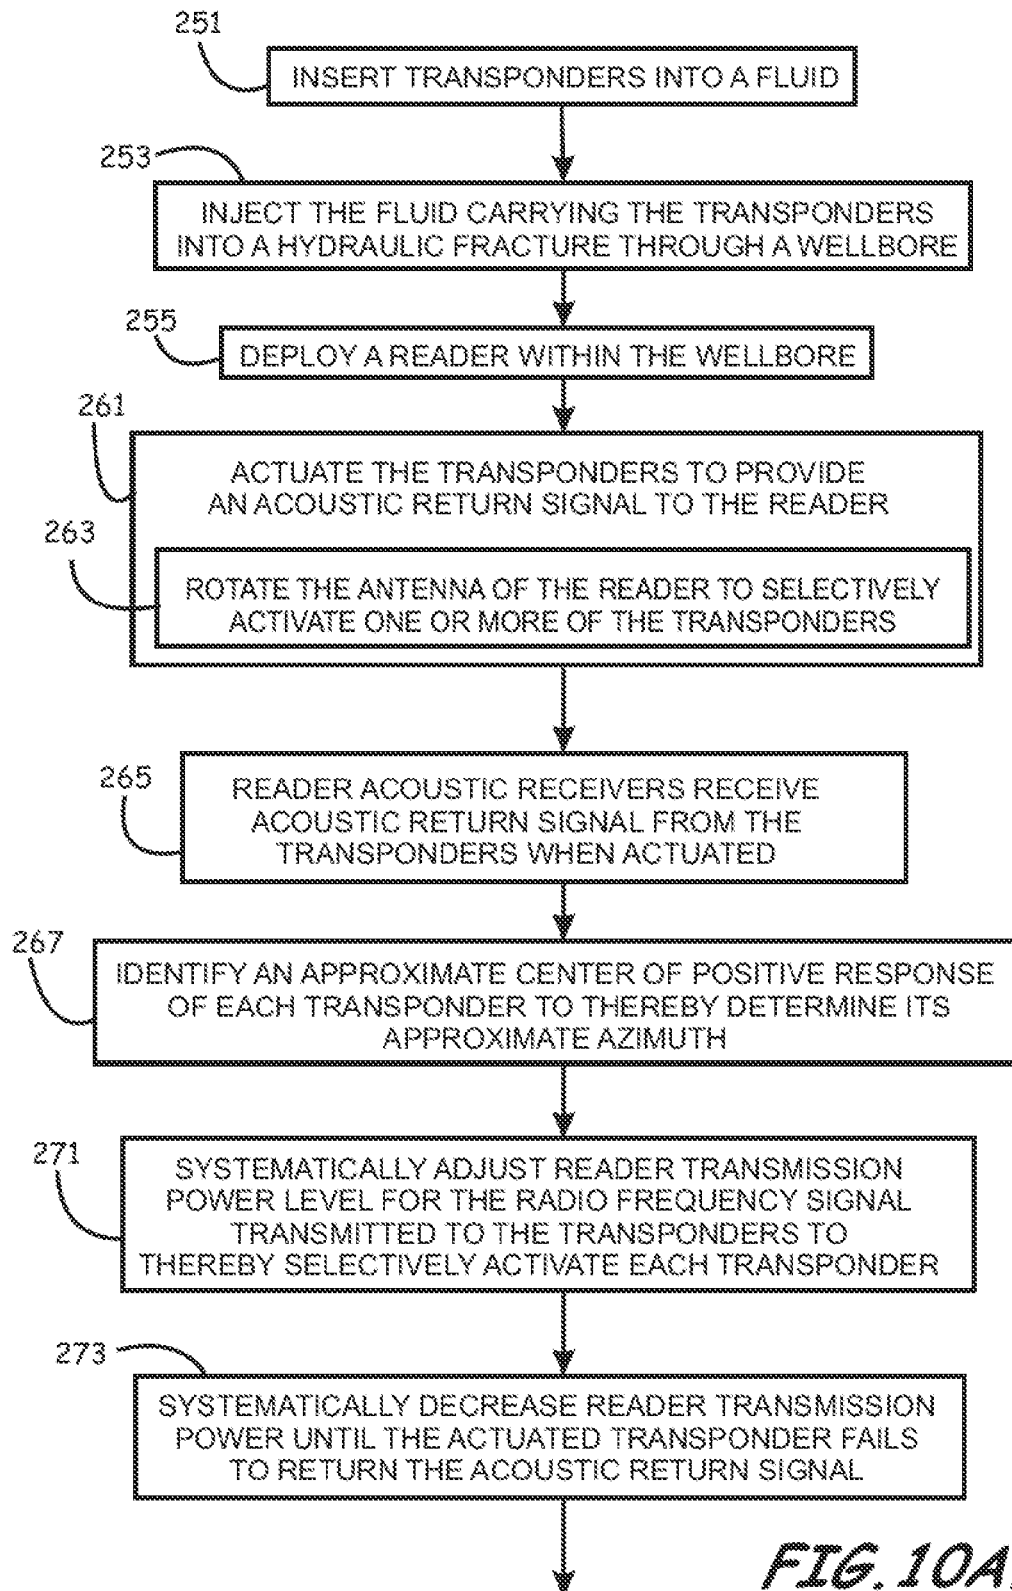 251
INSERT TRANSPONDERS INTO A FLUID
253
INJECT THE FLUID CARRYING THE TRANSPONDERS
INTO A HYDRAULIC FRACTURE THROUGH A WELLBORE
255
DEPLOY A READER WITHIN THE WELLBORE
261
ACTUATE THE TRANSPONDERS TO PROVIDE
AN ACOUSTIC RETURN SIGNAL TO THE READER
263
ROTATE THE ANTENNA OF THE READER TO SELECTIVELY
ACTIVATE ONE OR MORE OF THE TRANSPONDERS
265
READER ACOUSTIC RECEIVERS RECEIVE
ACOUSTIC RETURN SIGNAL FROM THE
TRANSPONDERS WHEN ACTUATED
267
IDENTIFY AN APPROXIMATE CENTER OF POSITIVE RESPONSE
OF EACH TRANSPONDER TO THEREBY DETERMINE ITS
APPROXIMATE AZIMUTH
271
SYSTEMATICALLY ADJUST READER TRANSMISSION
POWER LEVEL FOR THE RADIO FREQUENCY SIGNAL
TRANSMITTED TO THE TRANSPONDERS TO
THEREBY SELECTIVELY ACTIVATE EACH TRANSPONDER
273
SYSTEMATICALLY DECREASE READER TRANSMISSION
POWER UNTIL THE ACTUATED TRANSPONDER FAILS
TO RETURN THE ACOUSTIC RETURN SIGNAL
FIG. 10A.